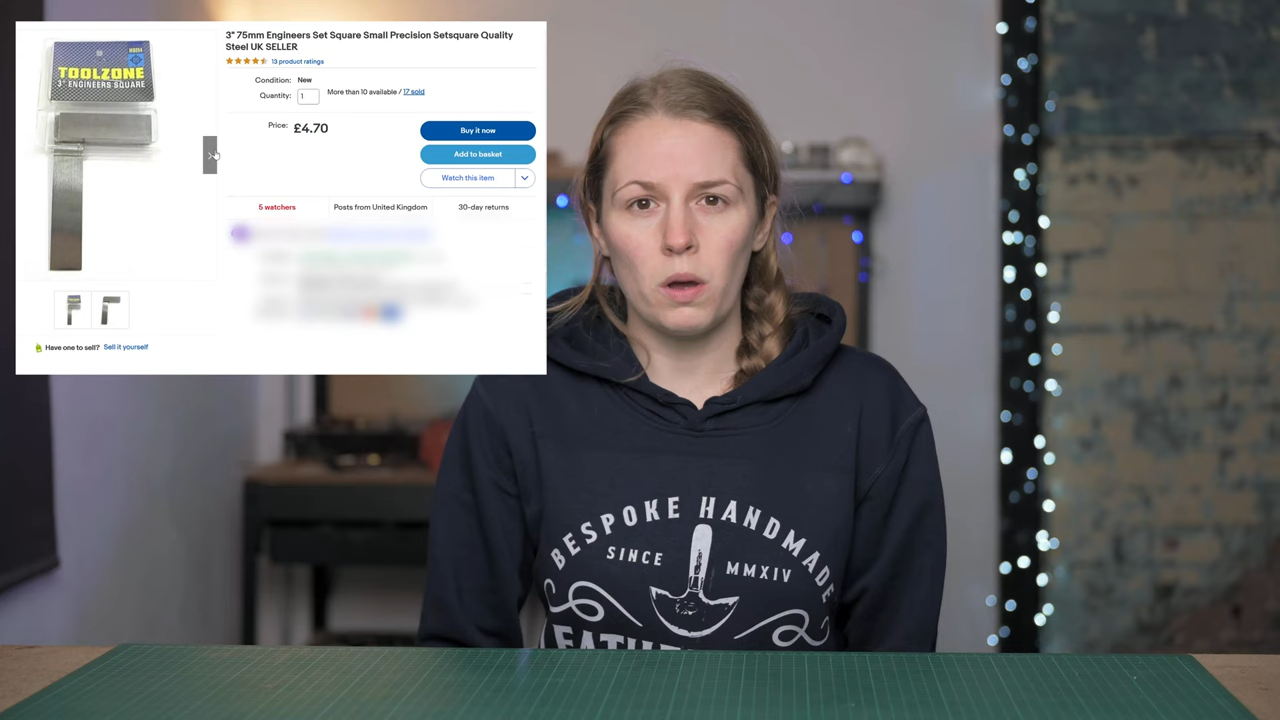 3" 75mm Engineers Set Square Small Precision Setsquare Quality
Steel UK SELLER
13 product ratings
Condition: New
Quantity: 1 More than 10 available / 17 sold
Price: £4.70
Buy it now
Add to basket
Watch this item
5 watchers Posts from United Kingdom 30-day returns
TOOLZONE
3" ENGINEERS SQUARE
Have one to sell? Sell it yourself
BESPOKE HANDMADE
SINCE MMXIV